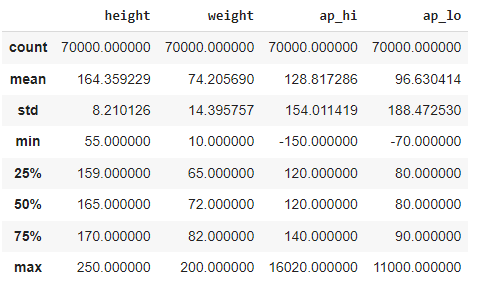 height weight ap_hi ap_lo
count 70000.000000 70000.000000 70000.000000 70000.000000
mean 164.359229 74.205690 128.817286 96.630414
std 8.210126 14.395757 154.011419 188.472530
min 55.000000 10.000000 -150.000000 -70.000000
25% 159.000000 65.000000 120.000000 80.000000
50% 165.000000 72.000000 120.000000 80.000000
75% 170.000000 82.000000 140.000000 90.000000
max 250.000000 200.000000 16020.000000 11000.000000